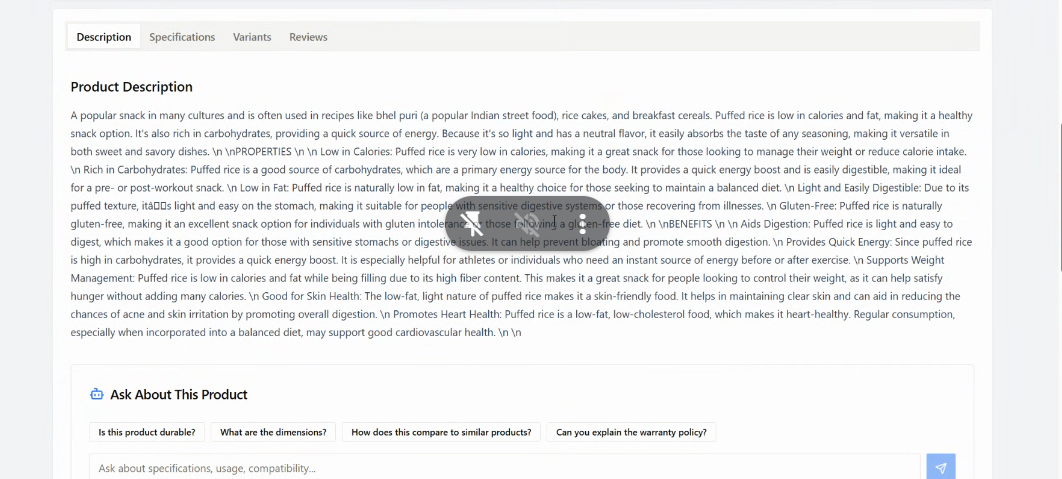 Description Specifications Variants Reviews
Product Description
A popular snack in many cultures and is often used in recipes like bhel puri (a popular Indian street food), rice cakes, and breakfast cereals. Puffed rice is low in calories and fat, making it a healthy
snack option. It's also rich in carbohydrates, providing a quick source of energy. Because it's so light and has a neutral flavor, it easily absorbs the taste of any seasoning, making it versatile in
both sweet and savory dishes. \n \nPROPERTIES \n \n Low in Calories: Puffed rice is very low in calories, making it a great snack for those looking to manage their weight or reduce calorie intake.
\n Rich in Carbohydrates: Puffed rice is a good source of carbohydrates, which are a primary energy source for the body. It provides a quick energy boost and is easily digestible, making it ideal
for a pre- or post-workout snack. \n Low in Fat: Puffed rice is naturally low in fat, making it a healthy choice for those seeking to maintain a balanced diet. \n Light and Easily Digestible: Due to its
puffed texture, itâ▯▯s light and easy on the stomach, making it suitable for people with sensitive digestive systems or those recovering from illnesses. \n Gluten-Free: Puffed rice is naturally
gluten-free, making it an excellent snack option for individuals with gluten intolerance or those following a gluten-free diet. \n \nBENEFITS \n \n Aids Digestion: Puffed rice is light and easy to
digest, which makes it a good option for those with sensitive stomachs or digestive issues. It can help prevent bloating and promote smooth digestion. \n Provides Quick Energy: Since puffed rice
is high in carbohydrates, it provides a quick energy boost. It is especially helpful for athletes or individuals who need an instant source of energy before or after exercise. \n Supports Weight
Management: Puffed rice is low in calories and fat while being filling due to its high fiber content. This makes it a great snack for people looking to control their weight, as it can help satisfy
hunger without adding many calories. \n Good for Skin Health: The low-fat, light nature of puffed rice makes it a skin-friendly food. It helps in maintaining clear skin and can aid in reducing the
chances of acne and skin irritation by promoting overall digestion. \n Promotes Heart Health: Puffed rice is a low-fat, low-cholesterol food, which makes it heart-healthy. Regular consumption,
especially when incorporated into a balanced diet, may support good cardiovascular health. \n \n
Ask About This Product
Is this product durable? What are the dimensions? How does this compare to similar products? Can you explain the warranty policy?
Ask about specifications, usage, compatibility...